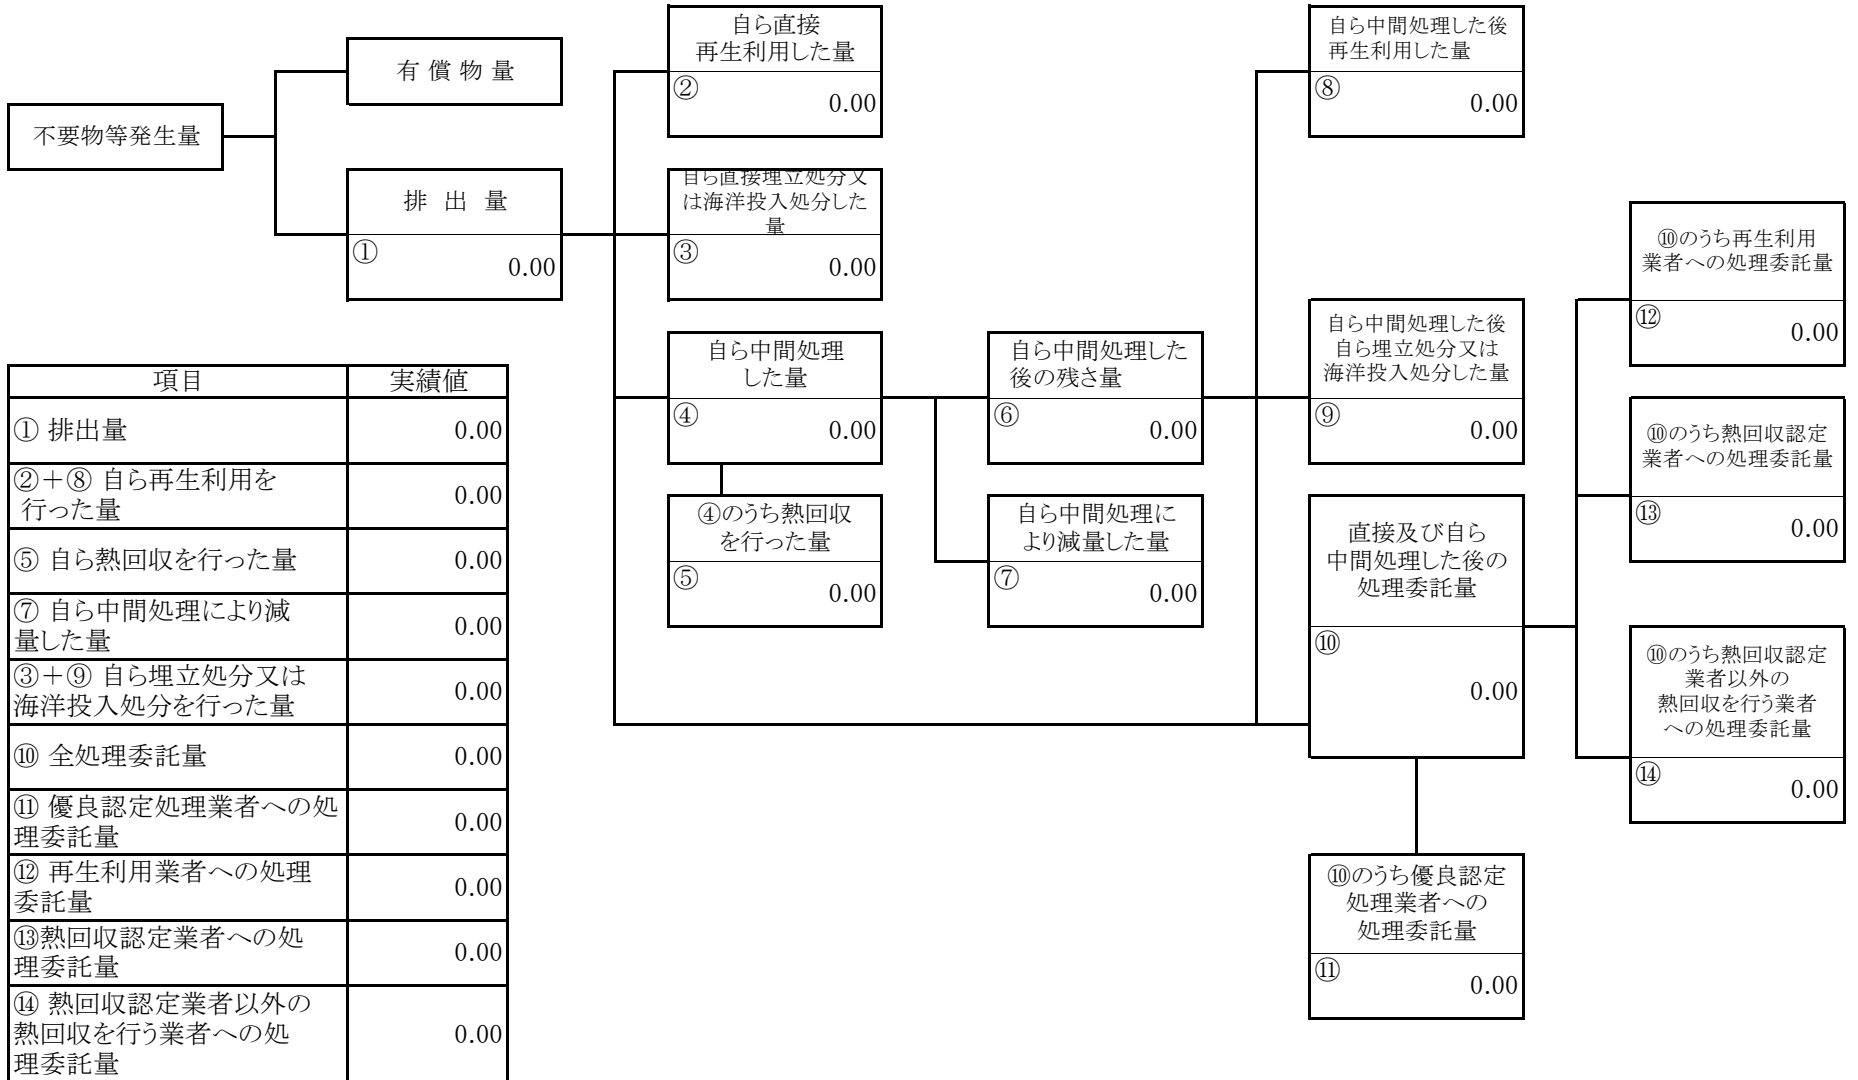 不要物等発生量
有 償 物 量
排 出 量
①
0.00
自ら直接
再生利用した量
②
0.00
自ら直接埋立処分又
は海洋投入処分した
量
③
0.00
自ら中間処理
した量
④
0.00
④のうち熱回収
を行った量
⑤
0.00
自ら中間処理した
後の残さ量
⑥
0.00
自ら中間処理に
より減量した量
⑦
0.00
自ら中間処理した後
再生利用した量
⑧
0.00
自ら中間処理した後
自ら埋立処分又は
海洋投入処分した量
⑨
0.00
直接及び自ら
中間処理した後の
処理委託量
⑩
0.00
⑩のうち優良認定
処理業者への
処理委託量
⑪
0.00
⑩のうち再生利用
業者への処理委託量
⑫
0.00
⑩のうち熱回収認定
業者への処理委託量
⑬
0.00
⑩のうち熱回収認定
業者以外の
熱回収を行う業者
への処理委託量
⑭
0.00
項目 実績値
① 排出量 0.00
②＋⑧ 自ら再生利用を
行った量 0.00
⑤ 自ら熱回収を行った量 0.00
⑦ 自ら中間処理により減
量した量 0.00
③＋⑨ 自ら埋立処分又は
海洋投入処分を行った量 0.00
⑩ 全処理委託量 0.00
⑪ 優良認定処理業者への処
理委託量 0.00
⑫ 再生利用業者への処理
委託量 0.00
⑬熱回収認定業者への処
理委託量 0.00
⑭ 熱回収認定業者以外の
熱回収を行う業者への処
理委託量 0.00